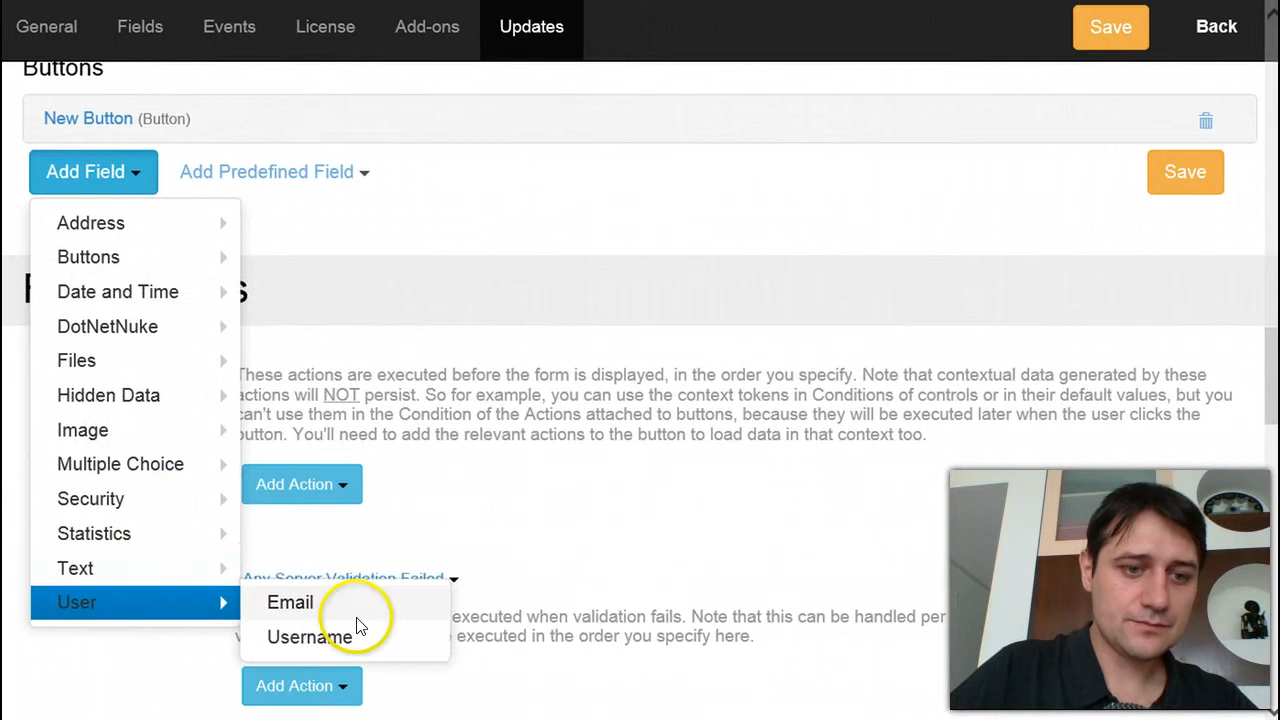 General Fields Events License Add-ons Updates Save Back
Buttons
New Button (Button)
Add Field Add Predefined Field Save
Address
Buttons
Date and Time
DotNetNuke
Files
Hidden Data
Image
Multiple Choice
Security
Statistics
Text
User
Email
Username
These actions are executed before the form is displayed, in the order you specify. Note that contextual data generated by these
actions will NOT persist. So for example, you can use the context tokens in Conditions of controls or in their default values, but you
can't use them in the Condition of the Actions attached to buttons, because they will be executed later when the user clicks the
button. You'll need to add the relevant actions to the button to load data in that context too.
Add Action
Any Server Validation Failed
executed when validation fails. Note that this can be handled per
executed in the order you specify here.
Add Action